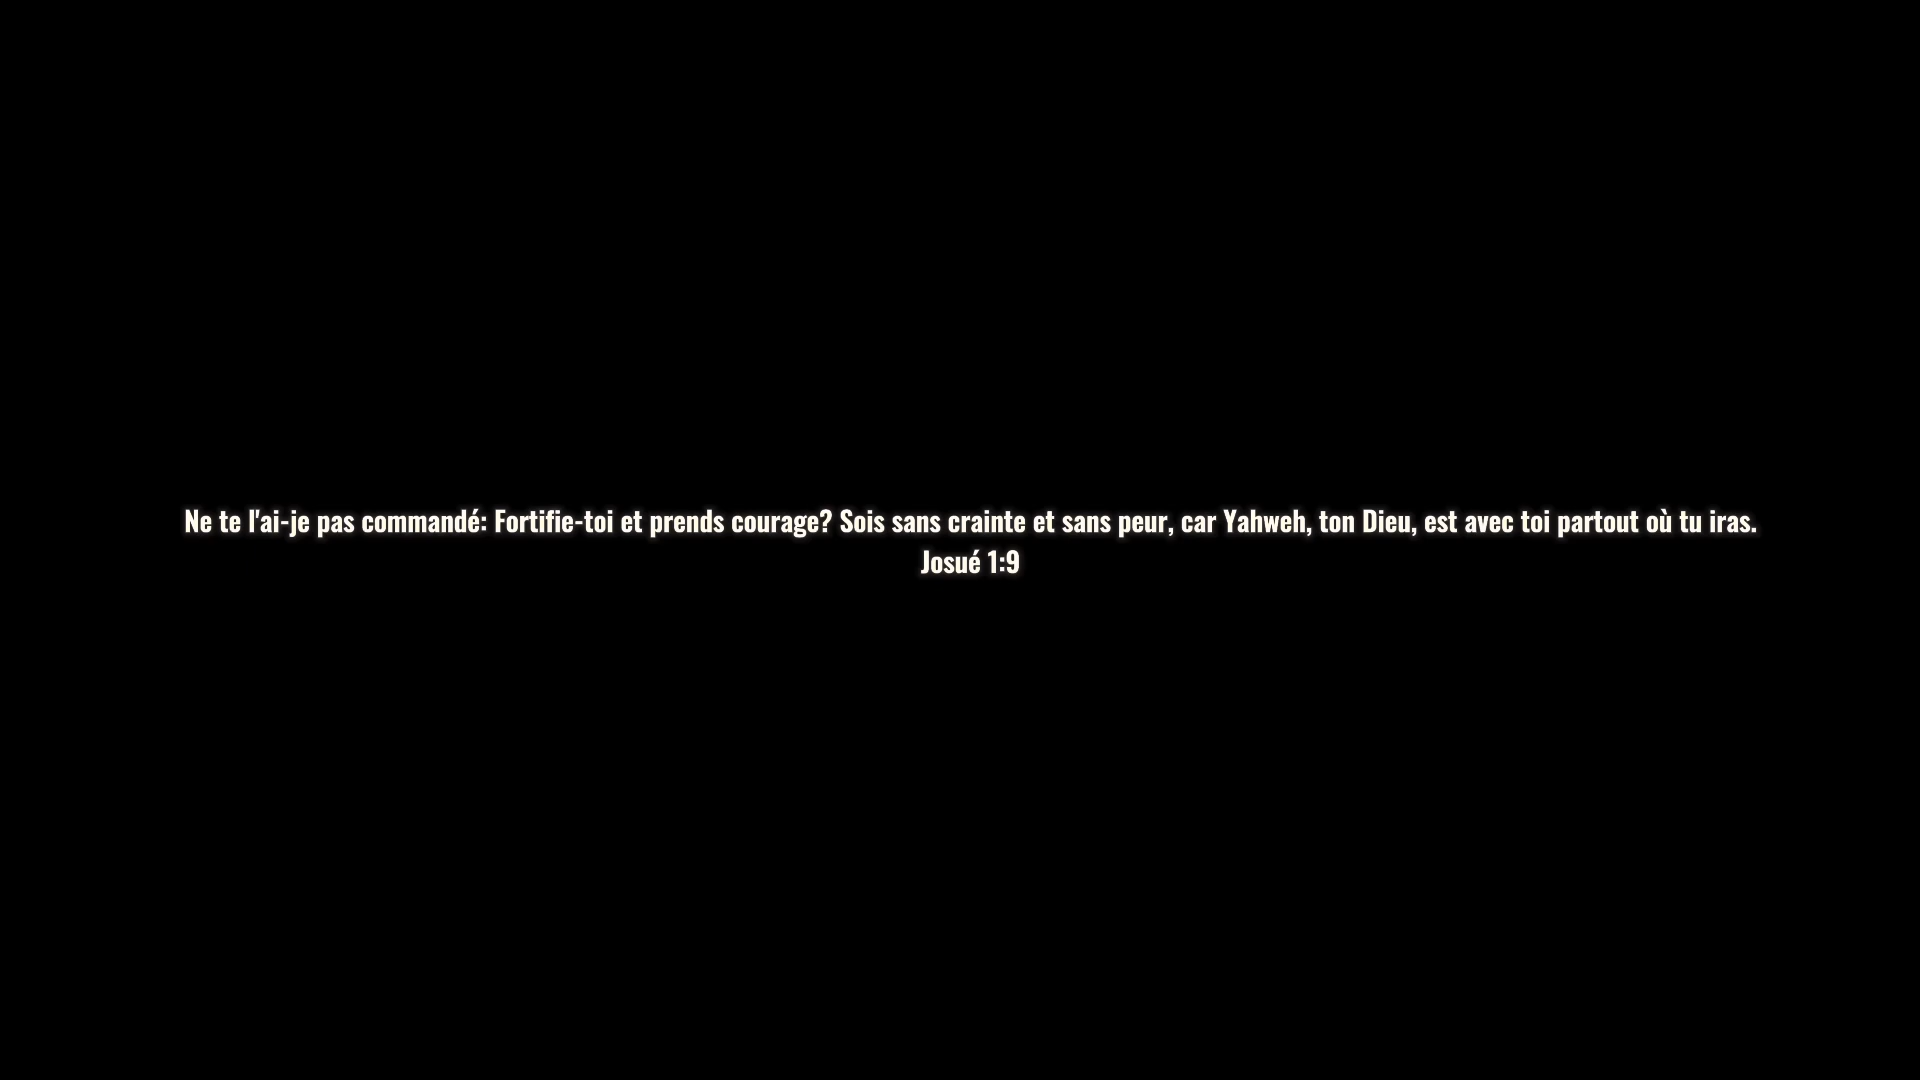 Ne te l'ai-je pas commandé: Fortifie-toi et prends courage? Sois sans crainte et sans peur, car Yahweh, ton Dieu, est avec toi partout où tu iras.
Josué 1:9